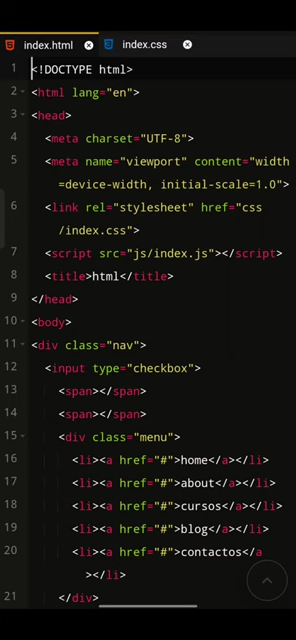 index.html index.css
1 <!DOCTYPE html>
2 <html lang="en">
3 <head>
4 <meta charset="UTF-8">
5 <meta name="viewport" content="width
=device-width, initial-scale=1.0">
6 <link rel="stylesheet" href="css
/index.css">
7 <script src="js/index.js"></script>
8 <title>html</title>
9 </head>
10 <body>
11 <div class="nav">
12 <input type="checkbox">
13 <span></span>
14 <span></span>
15 <div class="menu">
16 <li><a href="#">home</a></li>
17 <li><a href="#">about</a></li>
18 <li><a href="#">cursos</a></li>
19 <li><a href="#">blog</a></li>
20 <li><a href="#">contactos</a
></li>
21 </div>